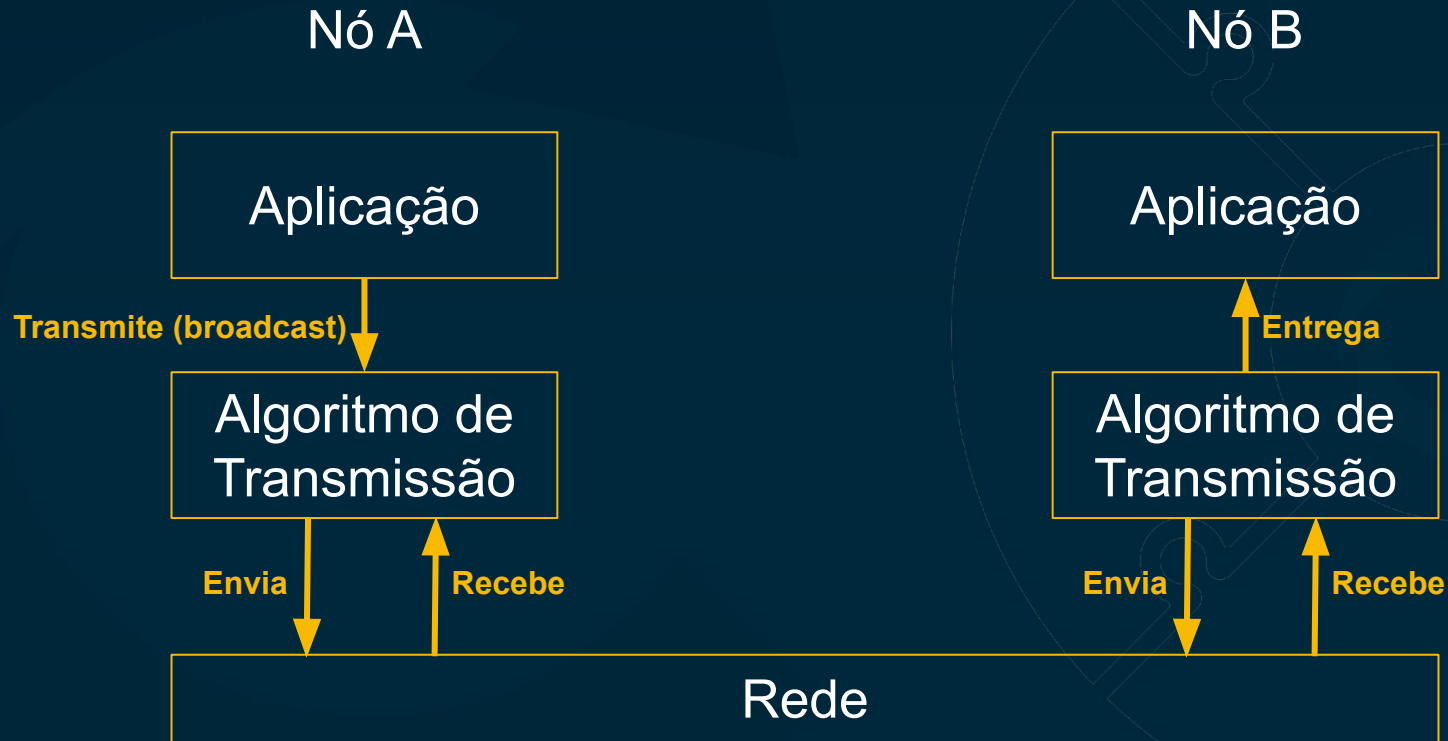 Nó A
Nó B
Aplicação
Aplicação
Transmite (broadcast)
Entrega
Algoritmo de
Transmissão
Algoritmo de
Transmissão
Envia
Recebe
Envia
Recebe
Rede